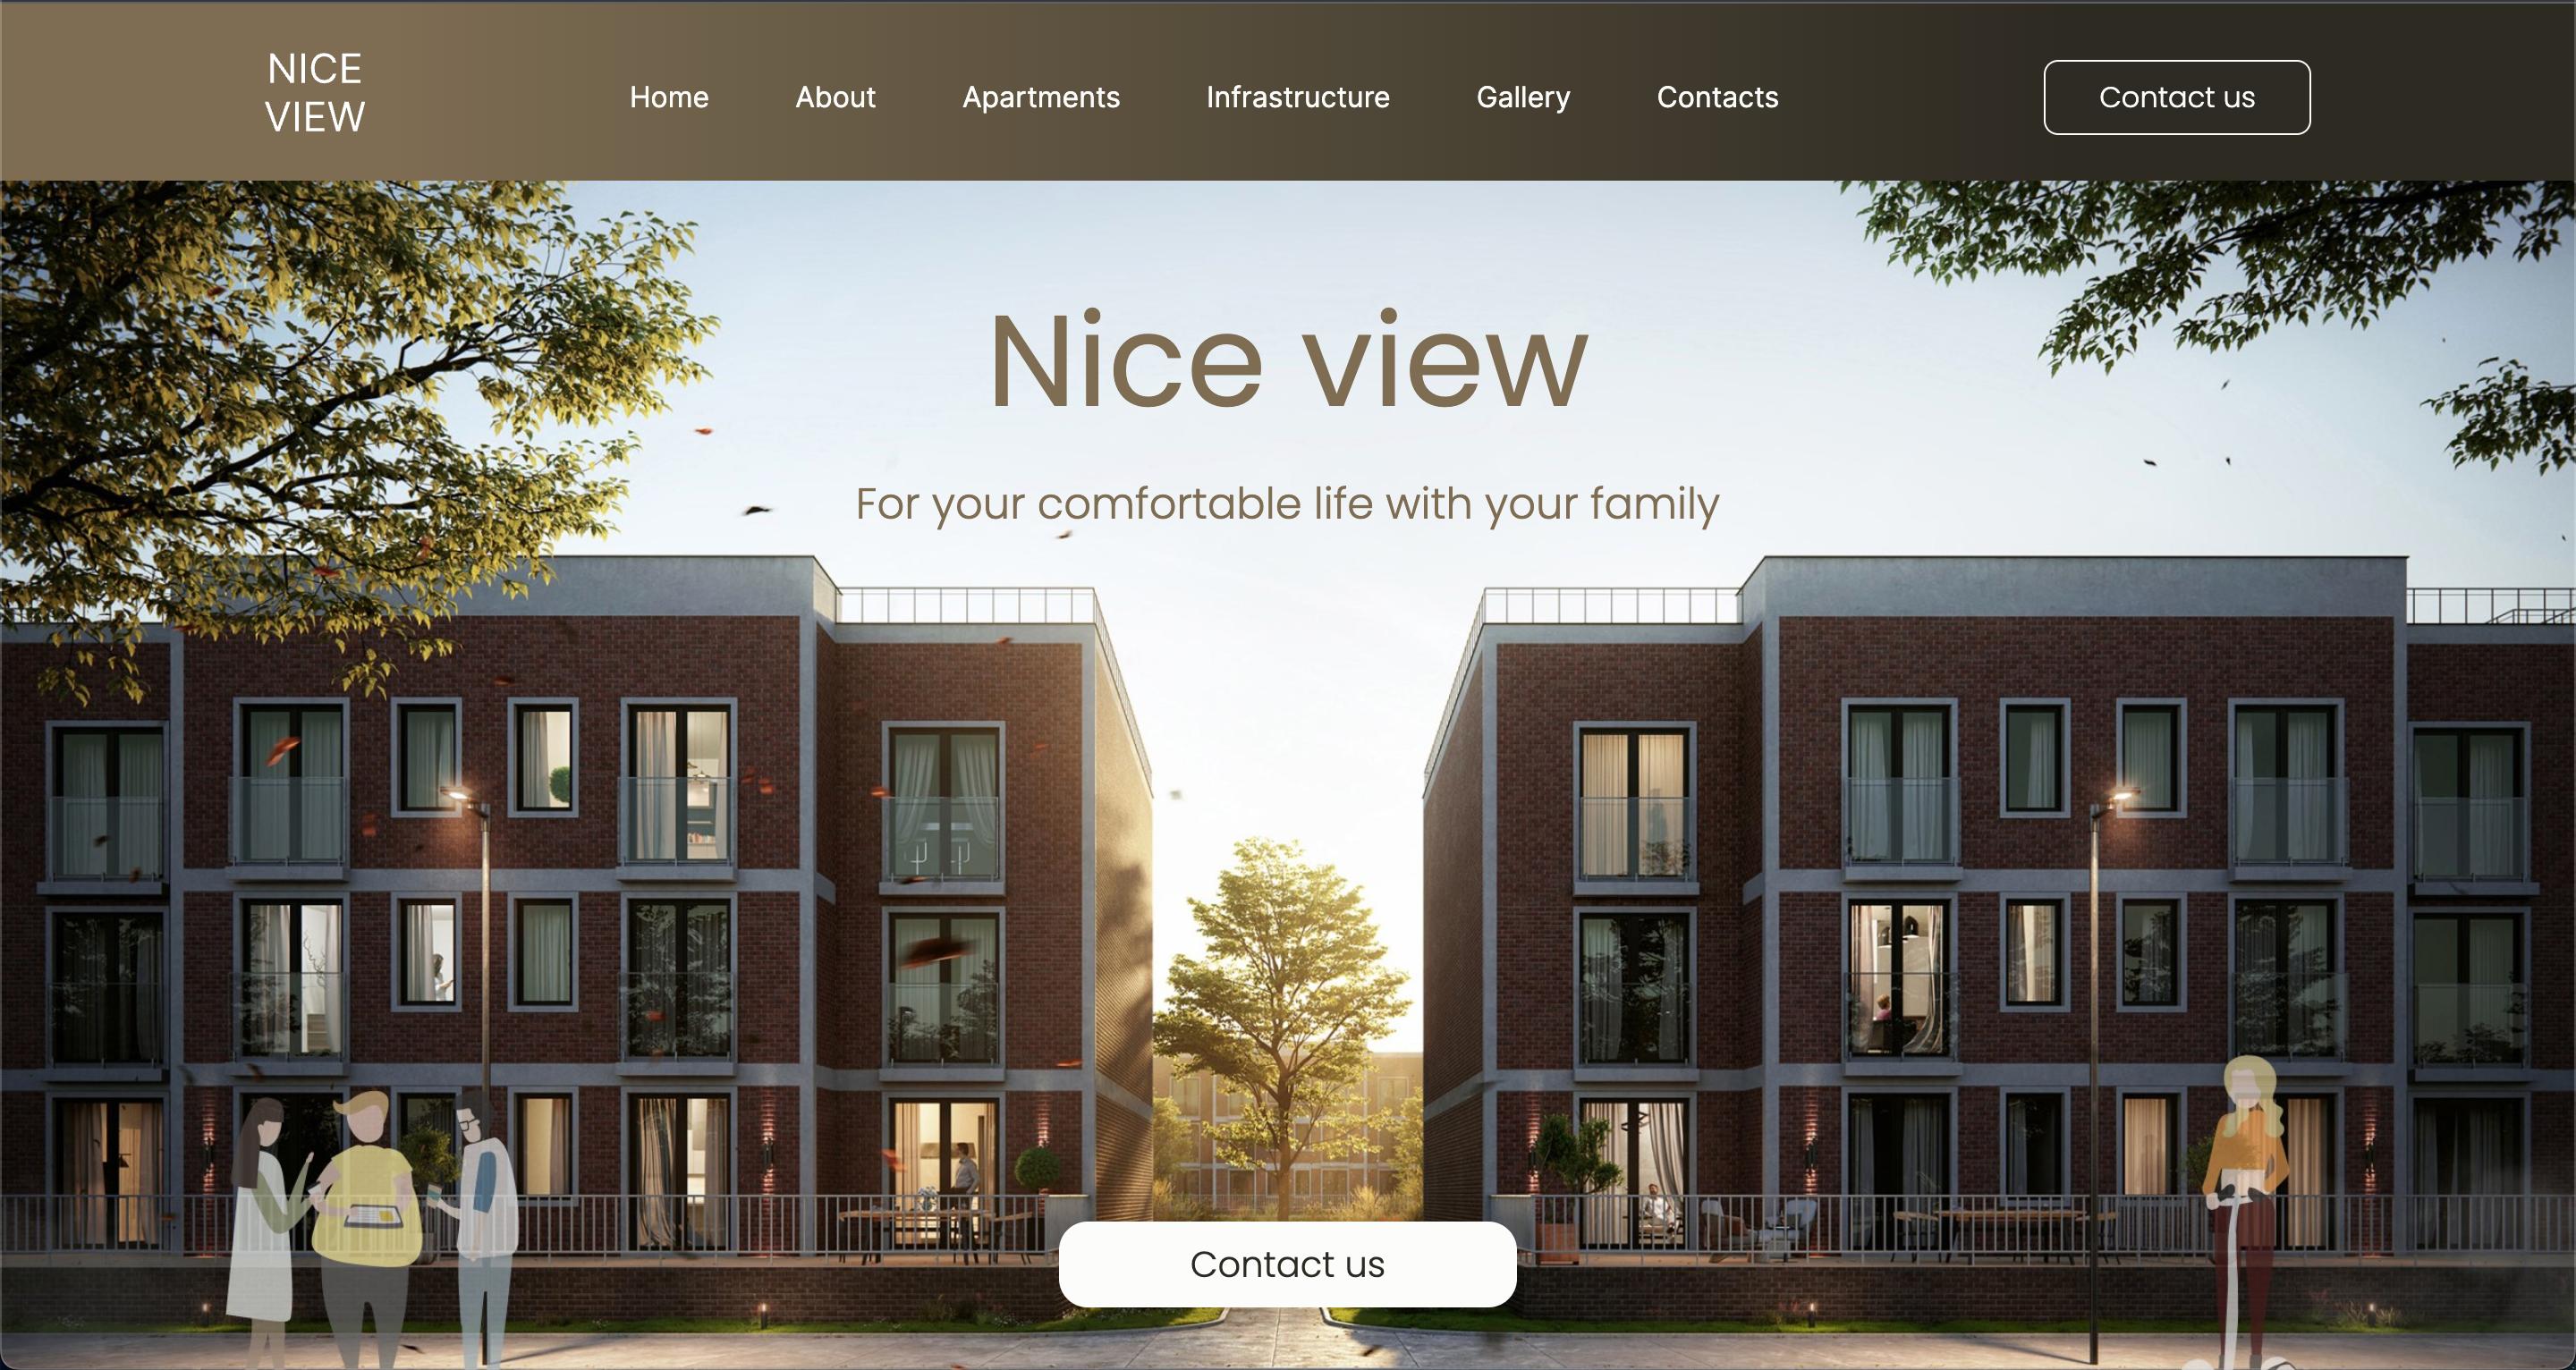 NICE
VIEW
Home
About
Apartments
Infrastructure
Gallery
Contacts
Contact us
Nice view
For your comfortable life with your family
Contact us